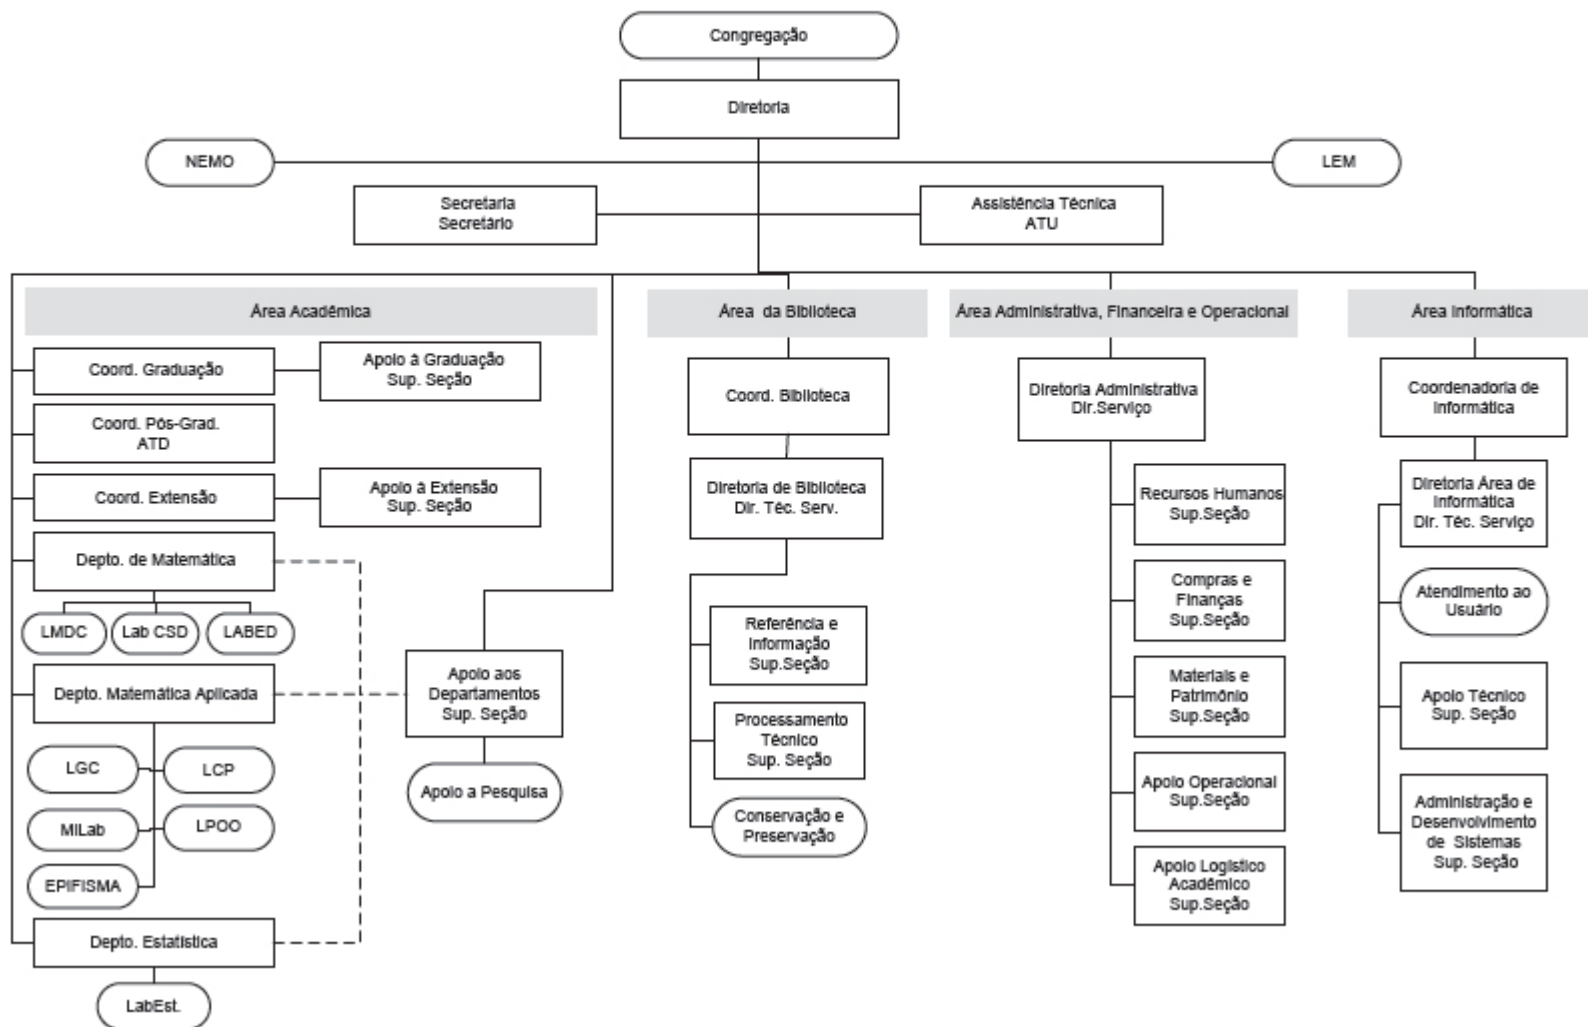 Congregação
Diretoria
NEMO
LEM
Secretaria
Secretário
Assistência Técnica
ATU
Área Acadêmica
Coord. Graduação
Apoio à Graduação
Sup. Seção
Coord. Pós-Grad.
ATD
Coord. Extensão
Apoio à Extensão
Sup. Seção
Depto. de Matemática
LMDC
Lab CSD
LABED
Depto. Matemática Aplicada
Apoio aos
Departamentos
Sup. Seção
LGC
LCP
Apoio a Pesquisa
MiLab
LPOO
EPIFISMA
Depto. Estatística
LabEst.
Área da Biblioteca
Coord. Biblioteca
Diretoria de Biblioteca
Dir. Téc. Serv.
Referência e
Informação
Sup.Seção
Processamento
Técnico
Sup. Seção
Conservação e
Preservação
Área Administrativa, Financeira e Operacional
Diretoria Administrativa
Dir.Serviço
Recursos Humanos
Sup.Seção
Compras e
Finanças
Sup.Seção
Materiais e
Patrimônio
Sup.Seção
Apoio Operacional
Sup.Seção
Apoio Logístico
Acadêmico
Sup.Seção
Área Informática
Coordenadoria de
Informática
Diretoria Área de
Informática
Dir. Téc. Serviço
Atendimento ao
Usuário
Apoio Técnico
Sup. Seção
Administração e
Desenvolvimento
de Sistemas
Sup. Seção